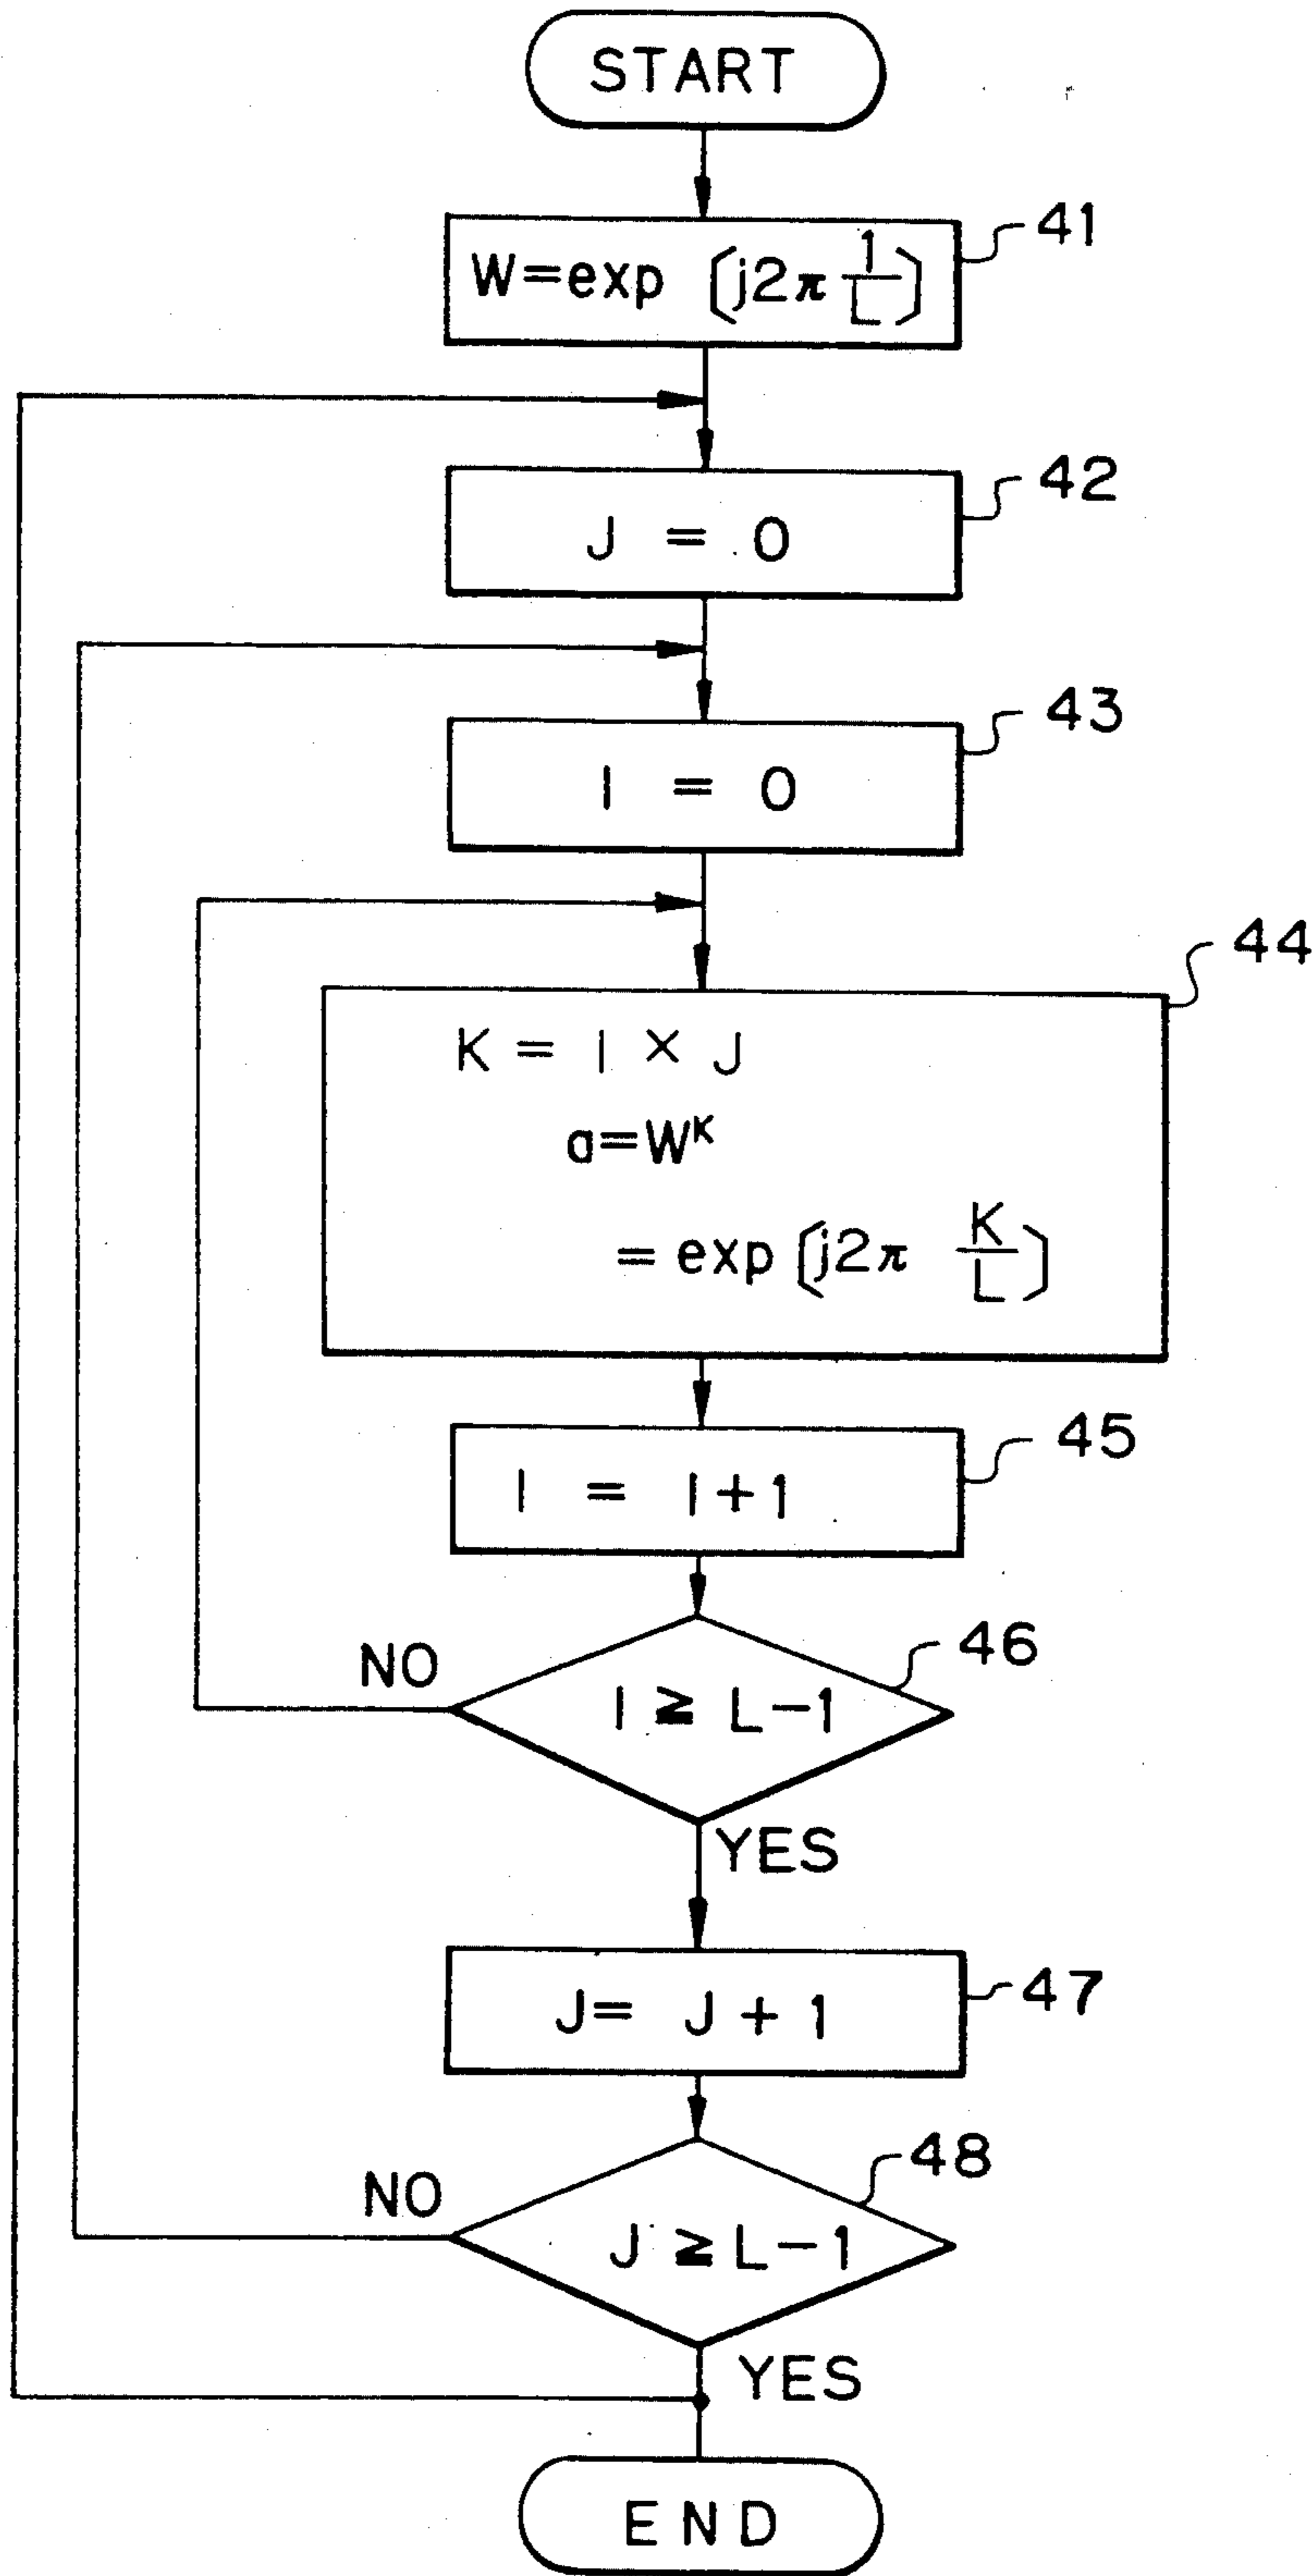 START
41
W=exp (j2π 1/L)
42
J = 0
43
I = 0
44
K = I × J
a=W^K
= exp (j2π K/L)
45
I = I+1
46
NO
I ≧ L-1
YES
47
J= J + 1
48
NO
J ≧ L-1
YES
END